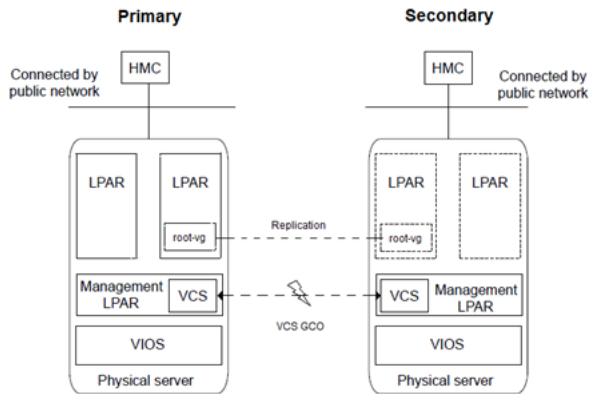 Primary
Secondary
HMC
HMC
Connected by
public network
Connected by
public network
LPAR
LPAR
LPAR
LPAR
root-vg
Replication
root-vg
Management
LPAR
VCS
VCS
Management
LPAR
VCS GCO
VIOS
VIOS
Physical server
Physical server